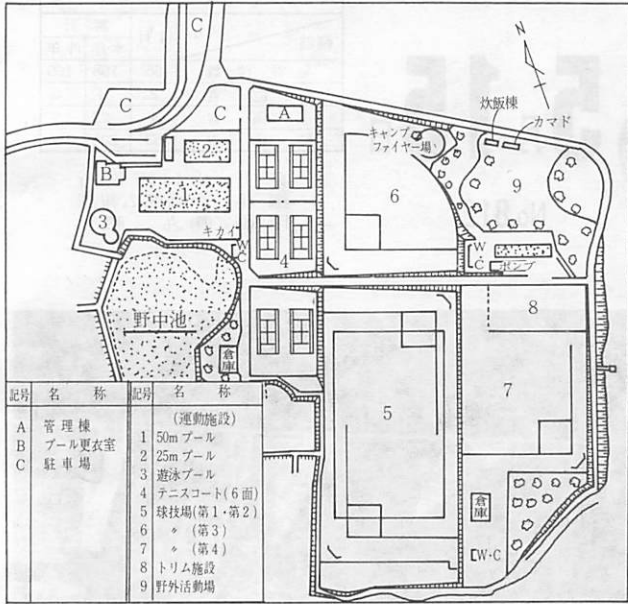 C
C
C
N
A
炊飯棟
カマド
キャンプ
ファイヤー場
2
B
1
6
9
3
キカイ
W
C
W
C
ポンプ
4
野中池
8
倉庫
5
7
倉庫
W・C
記号 名称
A 管理棟
B プール更衣室
C 駐車場
記号 名称
(運動施設)
1 50mプール
2 25mプール
3 遊泳プール
4 テニスコート(6面)
5 球技場(第1・第2)
6 〃 (第3)
7 〃 (第4)
8 トリム施設
9 野外活動場